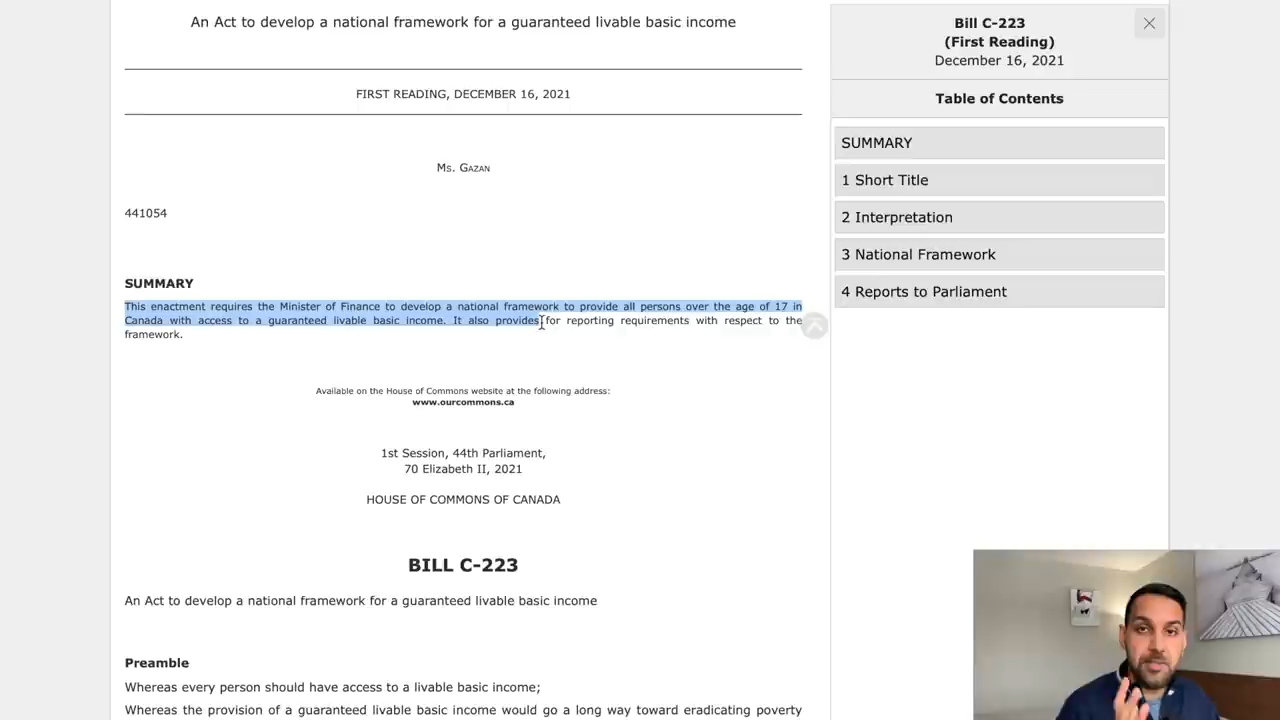 An Act to develop a national framework for a guaranteed livable basic income
FIRST READING, DECEMBER 16, 2021
Ms. Gazan
441054
SUMMARY
This enactment requires the Minister of Finance to develop a national framework to provide all persons over the age of 17 in
Canada with access to a guaranteed livable basic income. It also provides for reporting requirements with respect to the
framework.
Available on the House of Commons website at the following address:
www.ourcommons.ca
1st Session, 44th Parliament,
70 Elizabeth II, 2021
HOUSE OF COMMONS OF CANADA
BILL C-223
An Act to develop a national framework for a guaranteed livable basic income
Preamble
Whereas every person should have access to a livable basic income;
Whereas the provision of a guaranteed livable basic income would go a long way toward eradicating poverty
Bill C-223
(First Reading)
December 16, 2021
Table of Contents
SUMMARY
1 Short Title
2 Interpretation
3 National Framework
4 Reports to Parliament